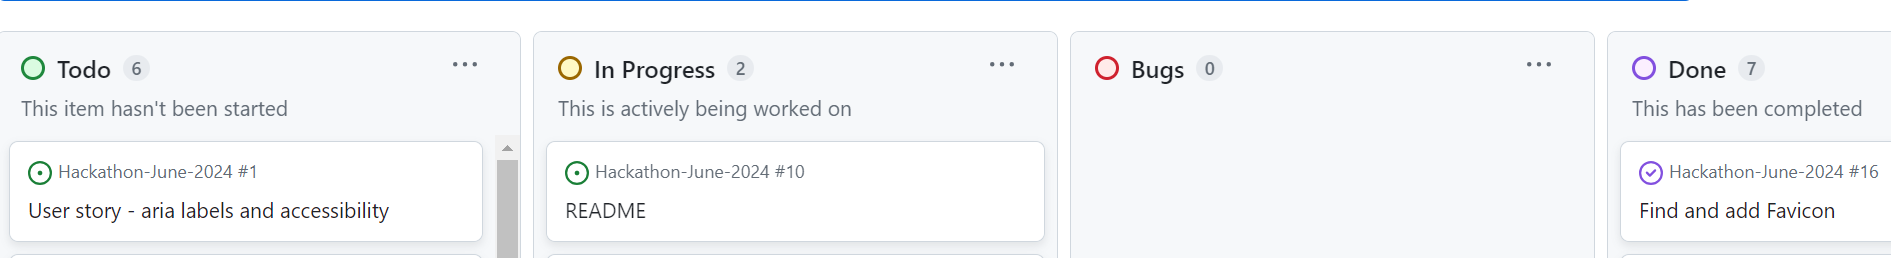 Todo 6
This item hasn't been started
Hackathon-June-2024 #1
User story - aria labels and accessibility
In Progress 2
This is actively being worked on
Hackathon-June-2024 #10
README
Bugs 0
Done 7
This has been completed
Hackathon-June-2024 #16
Find and add Favicon